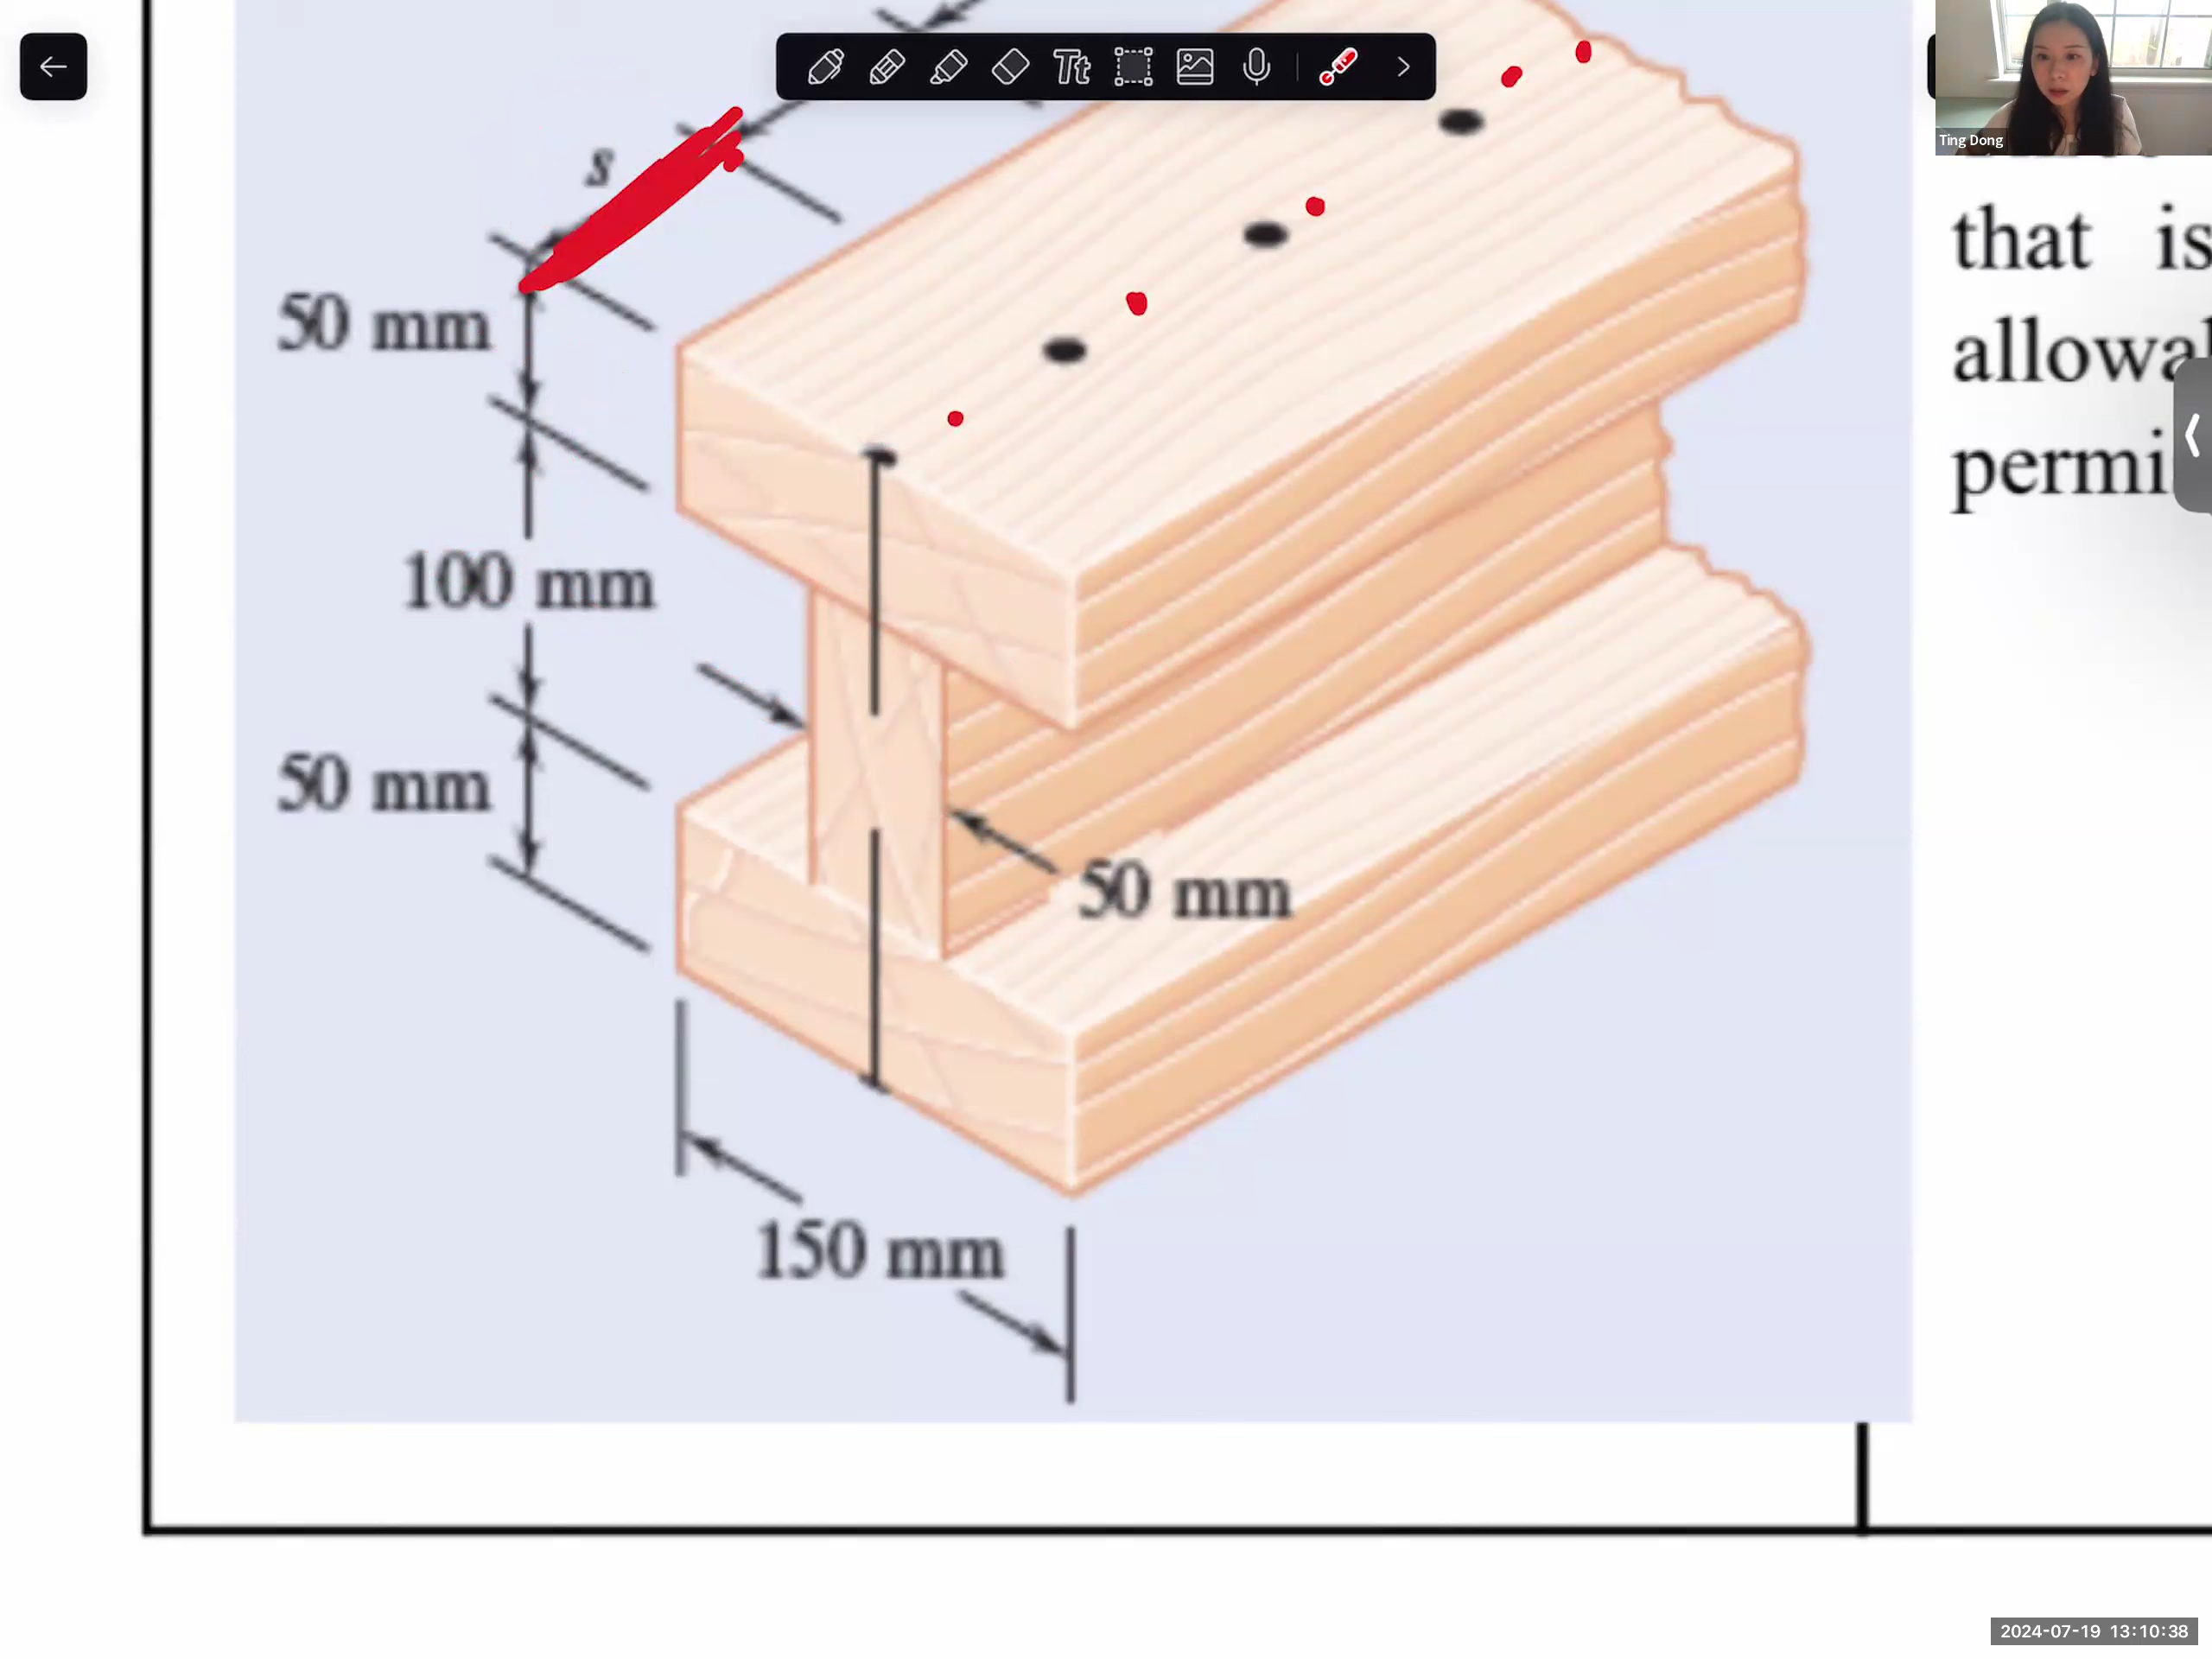 Tt
Ting Dong
s
that is
50 mm
allowa
permi
100 mm
50 mm
50 mm
150 mm
2024-07-19 13:10:38